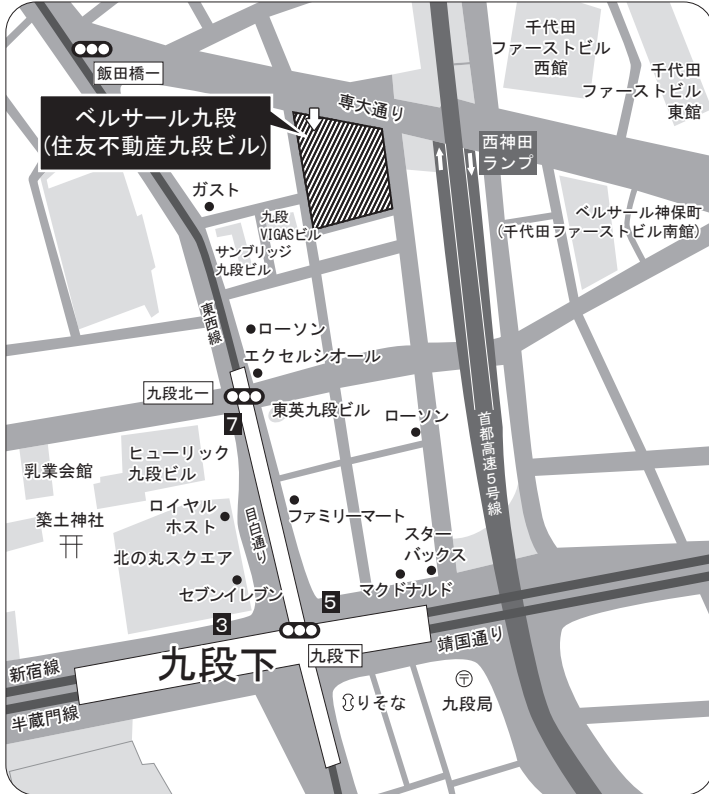 飯田橋一
千代田
ファーストビル
西館
千代田
ファーストビル
東館
専大通り
ベルサール九段
(住友不動産九段ビル)
西神田
ランプ
ガスト
九段
VIGASビル
サンブリッジ
九段ビル
ベルサール神保町
(千代田ファーストビル南館)
東西線
ローソン
エクセルシオール
九段北一
東英九段ビル
ローソン
7
首都高速5号線
乳業会館
ヒューリック
九段ビル
築土神社
ロイヤル
ホスト
目白通り
ファミリーマート
北の丸スクエア
スター
バックス
セブンイレブン
マクドナルド
5
3
九段下
九段下
靖国通り
新宿線
半蔵門線
りそな
〒
九段局